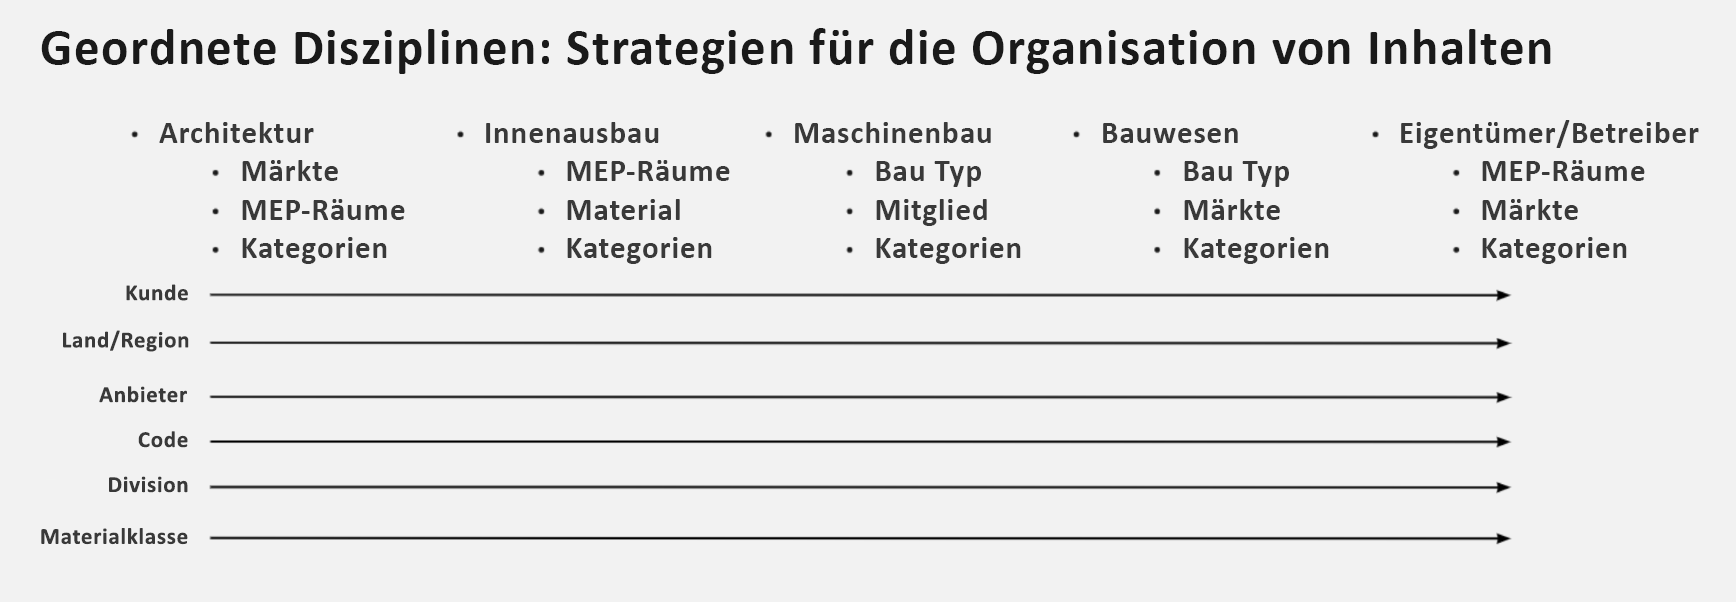 Geordnete Disziplinen: Strategien für die Organisation von Inhalten
• Architektur
• Märkte
• MEP-Räume
• Kategorien
• Innenausbau
• MEP-Räume
• Material
• Kategorien
• Maschinenbau
• Bau Typ
• Mitglied
• Kategorien
• Bauwesen
• Bau Typ
• Märkte
• Kategorien
• Eigentümer/Betreiber
• MEP-Räume
• Märkte
• Kategorien
Kunde
Land/Region
Anbieter
Code
Division
Materialklasse